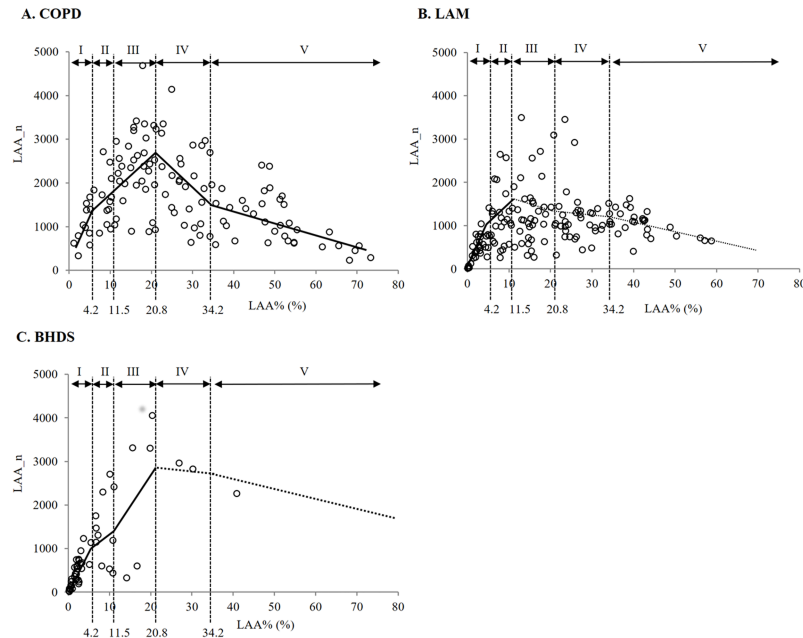 A. COPD
I II III IV V
5000
4000
3000
2000
1000
0
LAA_n
0 10 20 30 40 50 60 70 80
4.2 11.5 20.8 34.2 LAA% (%)
B. LAM
I II III IV V
5000
4000
3000
2000
1000
0
LAA_n
0 10 20 30 40 50 60 70 80
4.2 11.5 20.8 34.2 LAA% (%)
C. BHDS
I II III IV V
5000
4000
3000
2000
1000
0
LAA_n
0 10 20 30 40 50 60 70 80
4.2 11.5 20.8 34.2 LAA% (%)